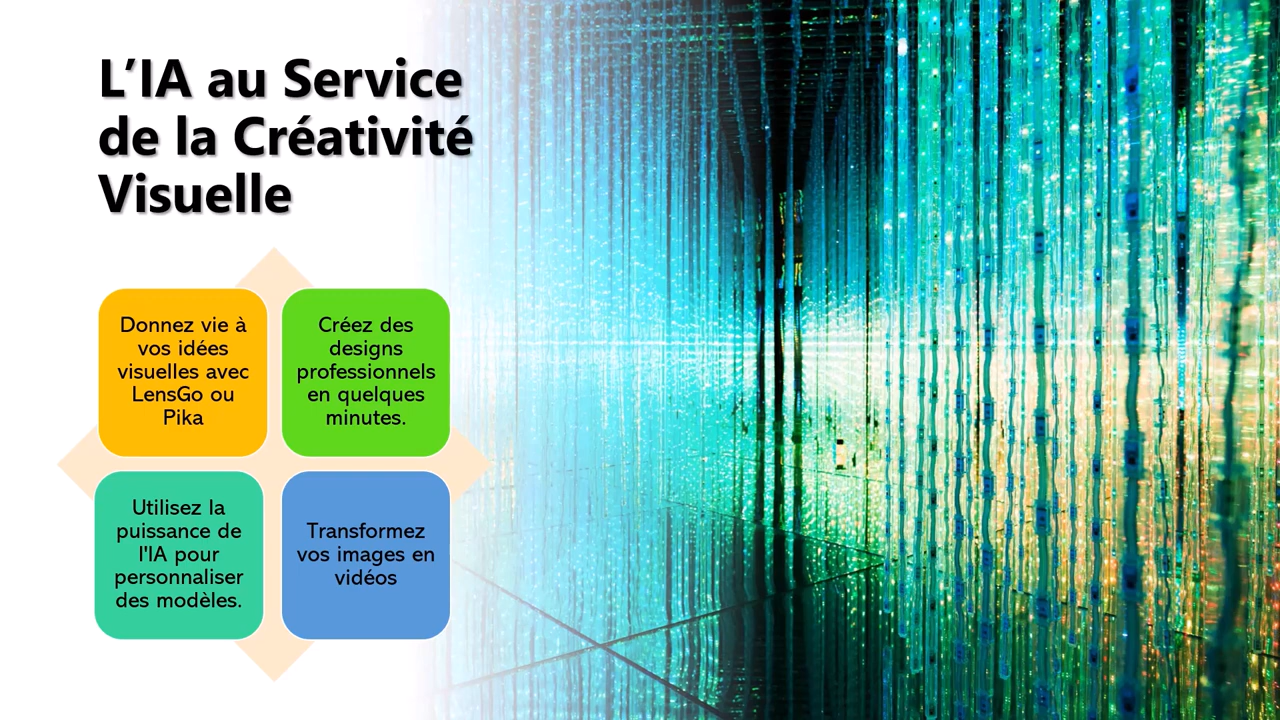 L’IA au Service
de la Créativité
Visuelle
Donnez vie à
vos idées
visuelles avec
LensGo ou
Pika
Créez des
designs
professionnels
en quelques
minutes.
Utilisez la
puissance de
l'IA pour
personnaliser
des modèles.
Transformez
vos images en
vidéos